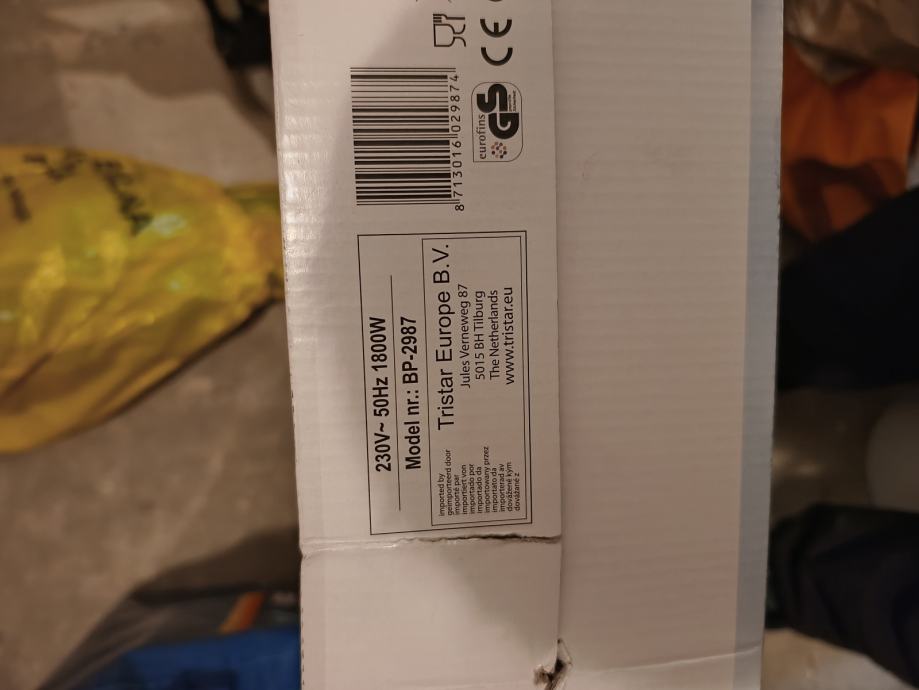 230V~ 50Hz 1800W
Model nr.: BP-2987
imported by
geïmporteerd door
importé par
importiert von
importado por
importado da
importowany przez
importato da
importerad av
dovážené kým
dovážané z
Tristar Europe B.V.
Jules Verneweg 87
5015 BH Tilburg
The Netherlands
www.tristar.eu
8 713016 029874
eurofins
GS
CE